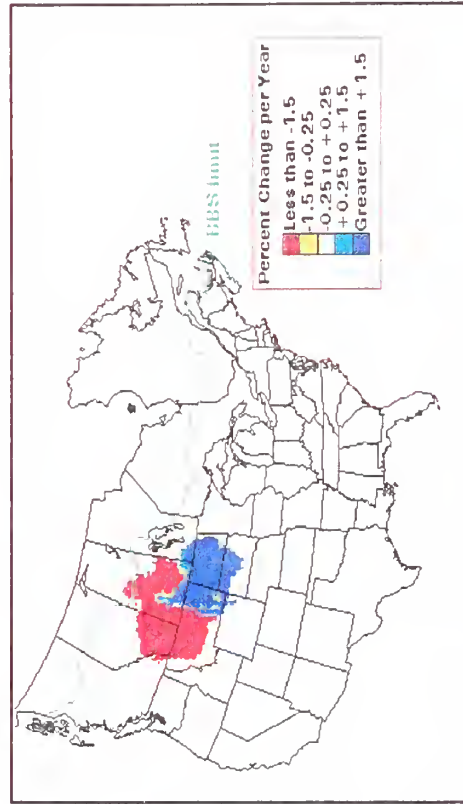 BBS limit
Percent Change per Year
Less than -1.5
-1.5 to -0.25
-0.25 to +0.25
+0.25 to +1.5
Greater than +1.5